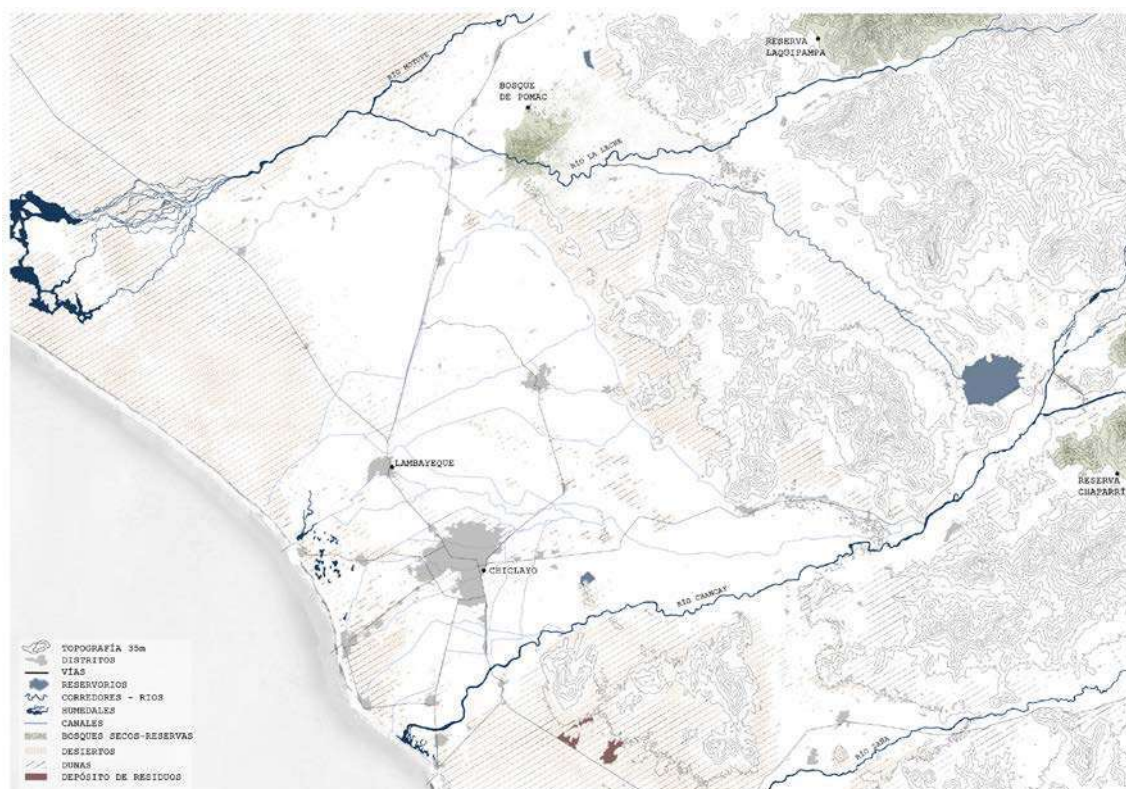 RESERVA
LAQUIPAMPA
RÍO MOTUPE
BOSQUE
DE POMAC
RÍO LA LECHE
RESERVA
CHAPARRÍ
LAMBAYEQUE
CHICLAYO
RÍO CHANCAY
RÍO ZAÑA
TOPOGRAFÍA 35m
DISTRITOS
VÍAS
RESERVORIOS
CORREDORES - RIOS
HUMEDALES
CANALES
BOSQUES SECOS-RESERVAS
DESIERTOS
DUNAS
DEPÓSITO DE RESIDUOS